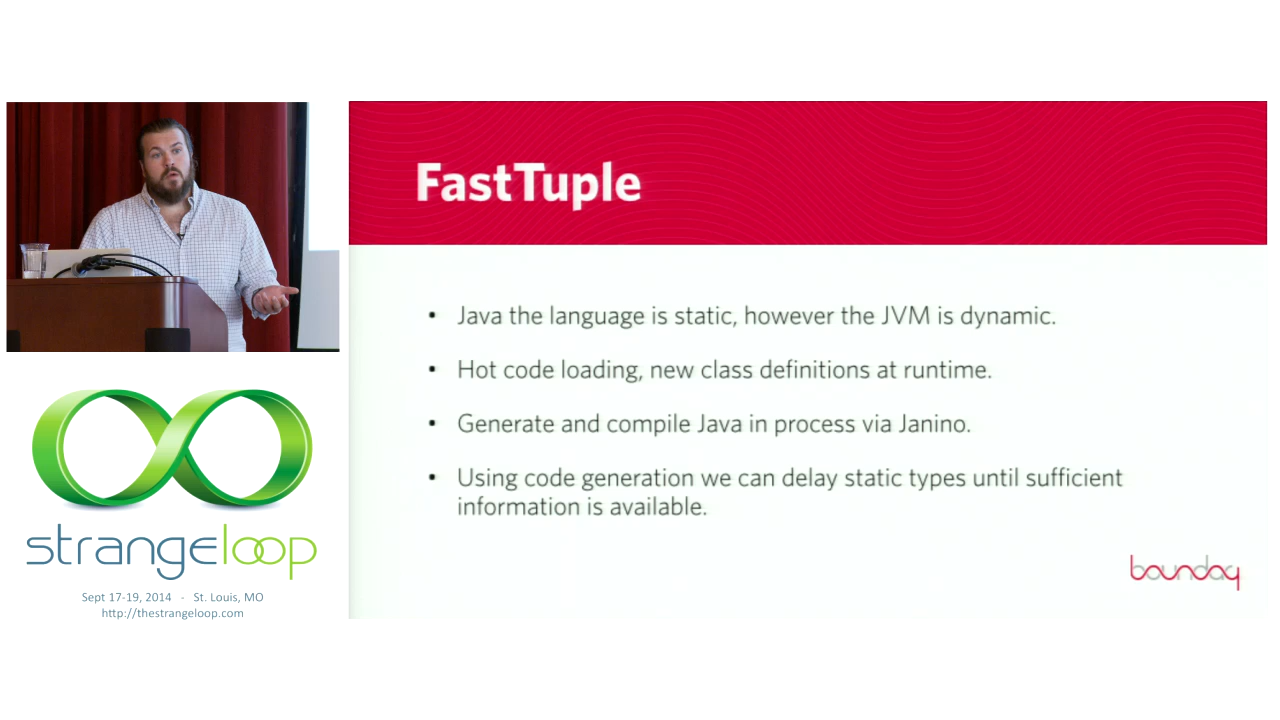 FastTuple
• Java the language is static, however the JVM is dynamic.
• Hot code loading, new class definitions at runtime.
• Generate and compile Java in process via Janino.
• Using code generation we can delay static types until sufficient
information is available.
boundary
strangeloop
Sept 17-19, 2014 - St. Louis, MO
http://thestrangeloop.com